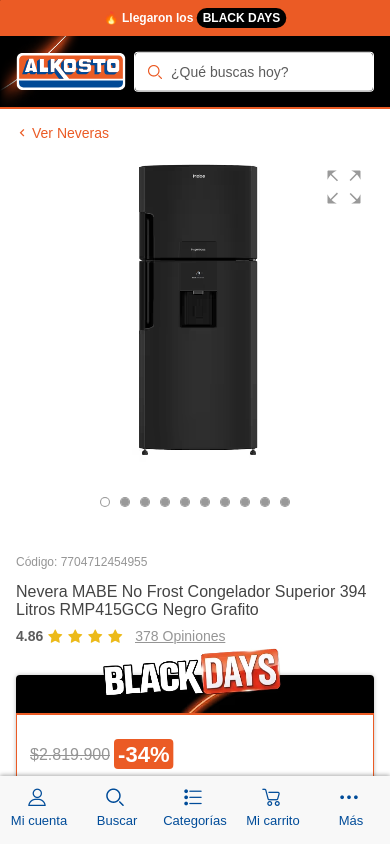 🔥 Llegaron los BLACK DAYS
ALKOSTO
¿Qué buscas hoy?
Ver Neveras
mabe
Código: 7704712454955
Nevera MABE No Frost Congelador Superior 394
Litros RMP415GCG Negro Grafito
4.86 378 Opiniones
BLACK DAYS
$2.819.900 -34%
Mi cuenta Buscar Categorías Mi carrito Más